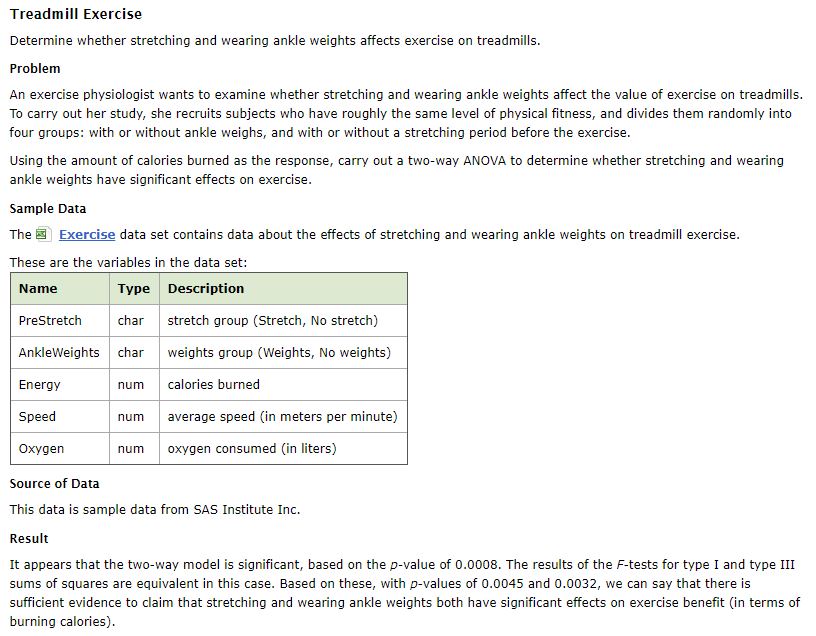 Treadmill Exercise
Determine whether stretching and wearing ankle weights affects exercise on treadmills.
Problem
An exercise physiologist wants to examine whether stretching and wearing ankle weights affect the value of exercise on treadmills.
To carry out her study, she recruits subjects who have roughly the same level of physical fitness, and divides them randomly into
four groups: with or without ankle weighs, and with or without a stretching period before the exercise.
Using the amount of calories burned as the response, carry out a two-way ANOVA to determine whether stretching and wearing
ankle weights have significant effects on exercise.
Sample Data
The Exercise data set contains data about the effects of stretching and wearing ankle weights on treadmill exercise.
These are the variables in the data set:
Name Type Description
PreStretch char stretch group (Stretch, No stretch)
AnkleWeights char weights group (Weights, No weights)
Energy num calories burned
Speed num average speed (in meters per minute)
Oxygen num oxygen consumed (in liters)
Source of Data
This data is sample data from SAS Institute Inc.
Result
It appears that the two-way model is significant, based on the p-value of 0.0008. The results of the F-tests for type I and type III
sums of squares are equivalent in this case. Based on these, with p-values of 0.0045 and 0.0032, we can say that there is
sufficient evidence to claim that stretching and wearing ankle weights both have significant effects on exercise benefit (in terms of
burning calories).